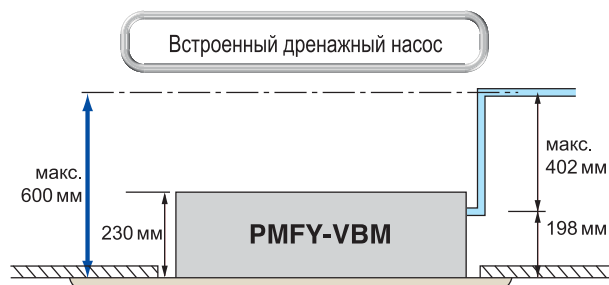 Встроенный дренажный насос
макс.
600 мм
230 мм
PMFY-VBM
макс.
402 мм
198 мм